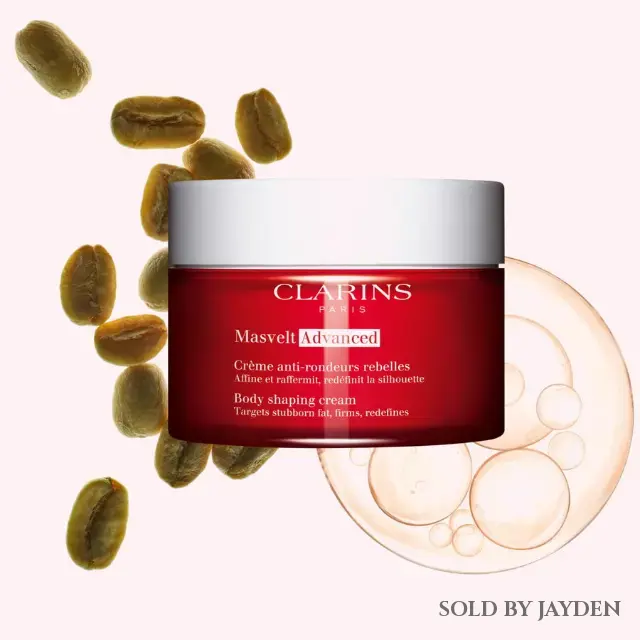 CLARINS
PARIS
Masvelt Advanced
Crème anti-rondeurs rebelles
Affine et raffermit, redéfinit la silhouette
Body shaping cream
Targets stubborn fat, firms, redefines
SOLD BY JAYDEN